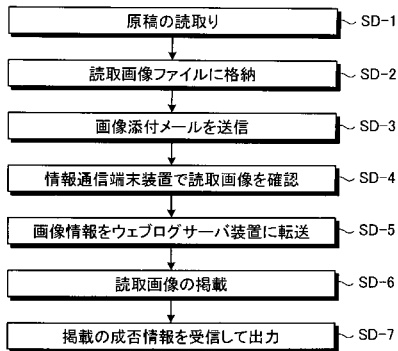 原稿の読取り SD-1
読取画像ファイルに格納 SD-2
画像添付メールを送信 SD-3
情報通信端末装置で読取画像を確認 SD-4
画像情報をウェブログサーバ装置に転送 SD-5
読取画像の掲載 SD-6
掲載の成否情報を受信して出力 SD-7